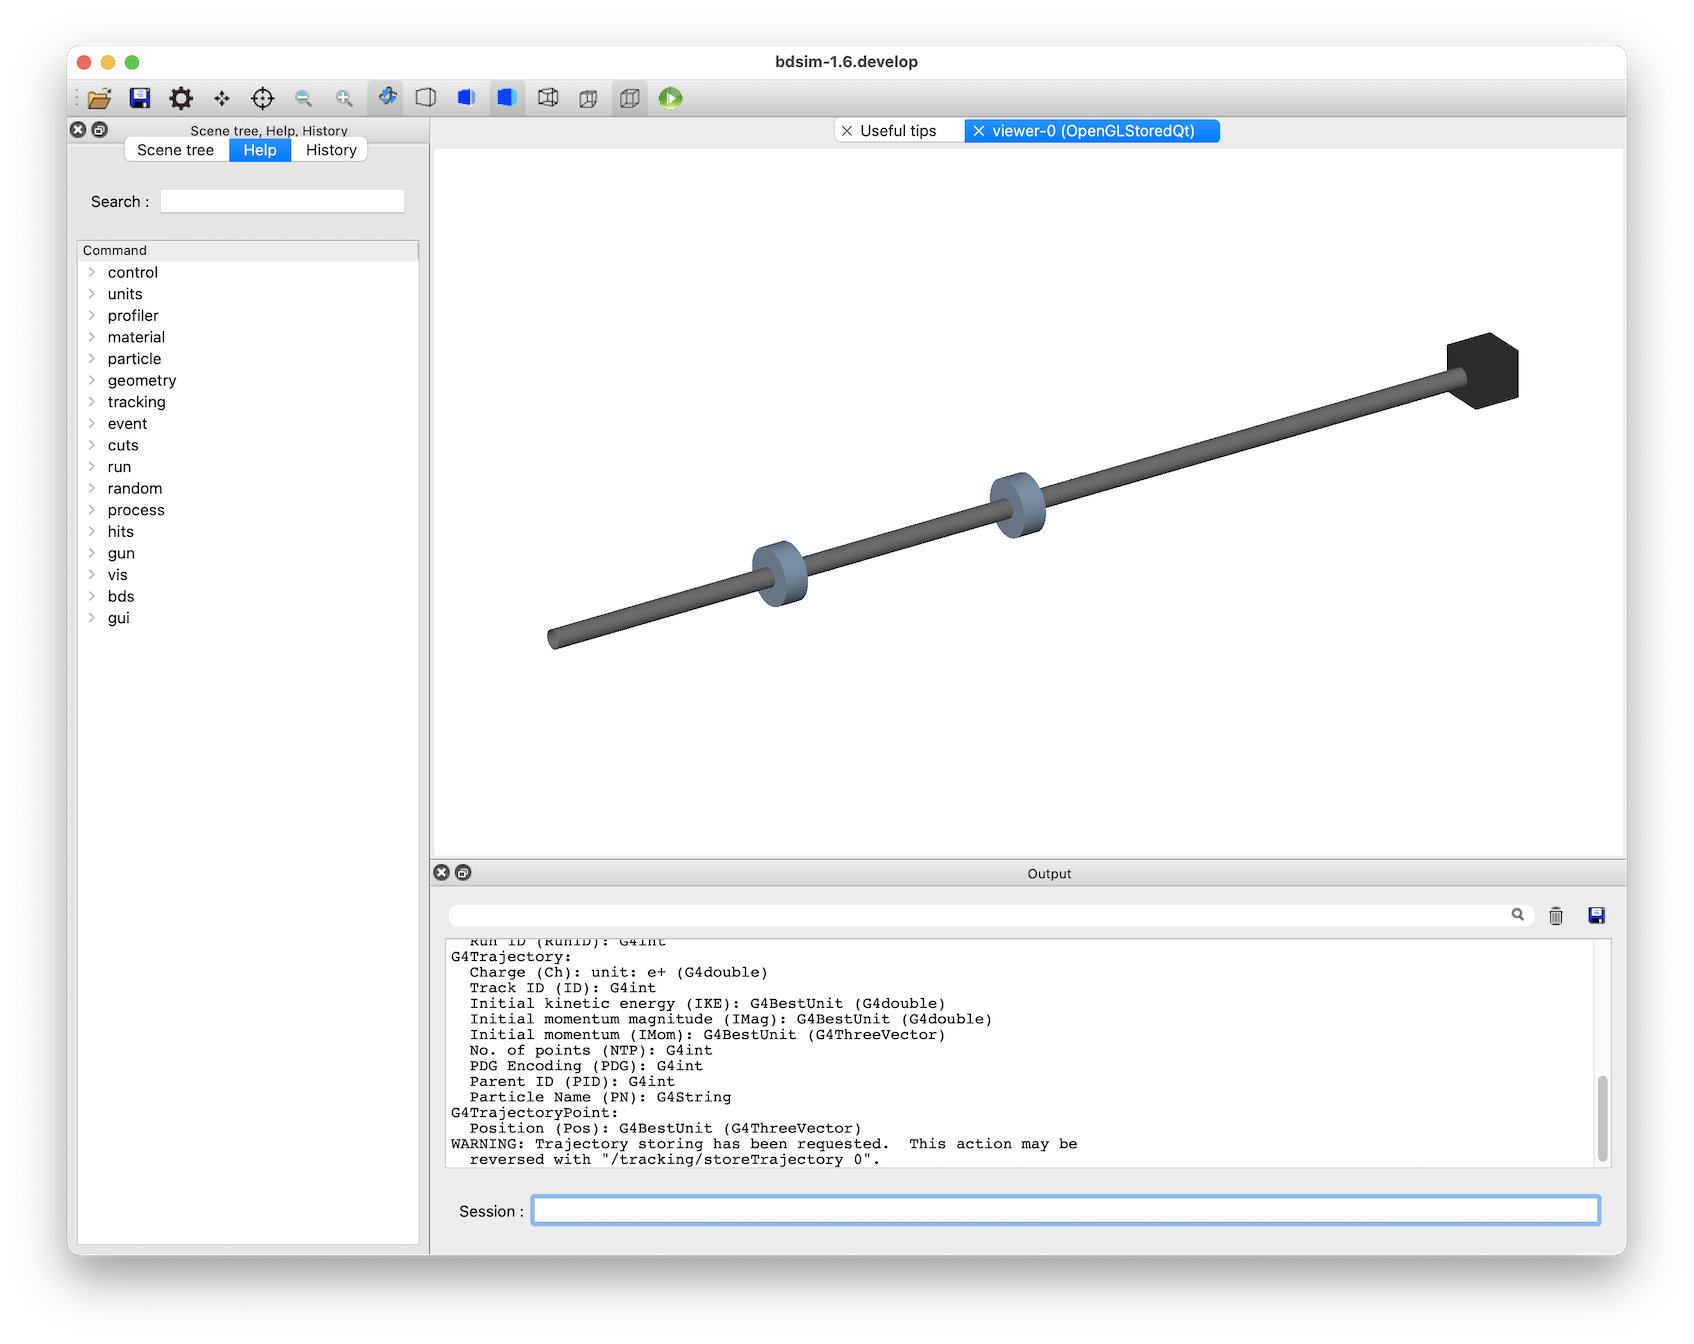 bdsim-1.6.develop
Scene tree, Help, History
Scene tree
Help
History
Useful tips
viewer-0 (OpenGLStoredQt)
Search :
Command
control
units
profiler
material
particle
geometry
tracking
event
cuts
run
random
process
hits
gun
vis
bds
gui
Output
Run ID (RunID): G4int
G4Trajectory:
Charge (Ch): unit: e+ (G4double)
Track ID (ID): G4int
Initial kinetic energy (IKE): G4BestUnit (G4double)
Initial momentum magnitude (IMag): G4BestUnit (G4double)
Initial momentum (IMom): G4BestUnit (G4ThreeVector)
No. of points (NTP): G4int
PDG Encoding (PDG): G4int
Parent ID (PID): G4int
Particle Name (PN): G4String
G4TrajectoryPoint:
Position (Pos): G4BestUnit (G4ThreeVector)
WARNING: Trajectory storing has been requested.  This action may be
reversed with "/tracking/storeTrajectory 0".
Session :